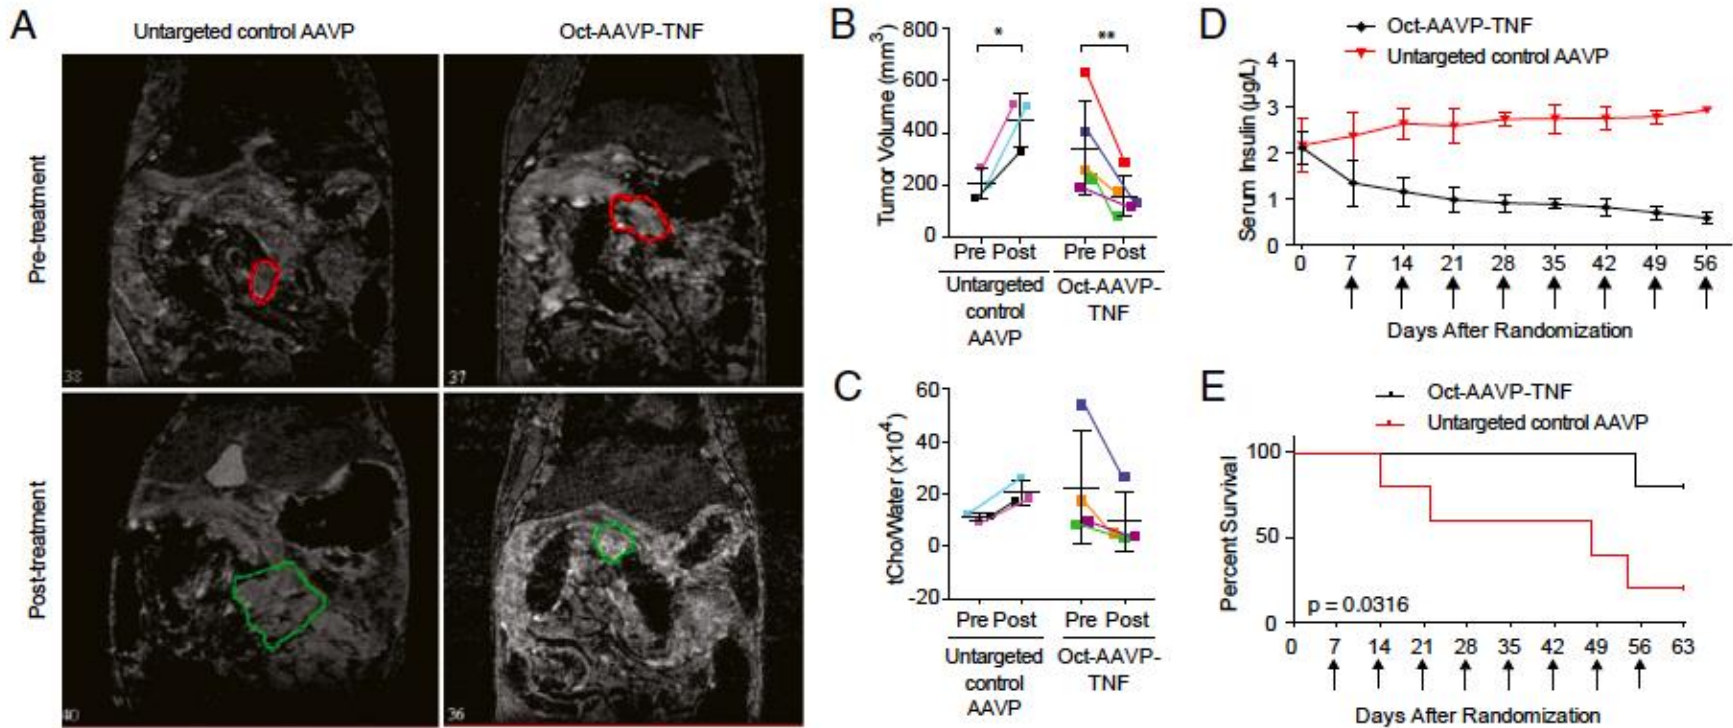 A
Untargeted control AAVP
Oct-AAVP-TNF
Pre-treatment
Post-treatment
38
37
40
36
B
Tumor Volume (mm³)
800
600
400
200
0
*
**
Pre Post
Pre Post
Untargeted
control
AAVP
Oct-AAVP-
TNF
C
tCho/Water (x10⁴)
60
40
20
0
-20
Pre Post
Pre Post
Untargeted
control
AAVP
Oct-AAVP-
TNF
D
Oct-AAVP-TNF
Untargeted control AAVP
Serum Insulin (µg/L)
4
3
2
1
0
0 7 14 21 28 35 42 49 56
Days After Randomization
E
Oct-AAVP-TNF
Untargeted control AAVP
Percent Survival
100
50
0
p = 0.0316
0 7 14 21 28 35 42 49 56 63
Days After Randomization